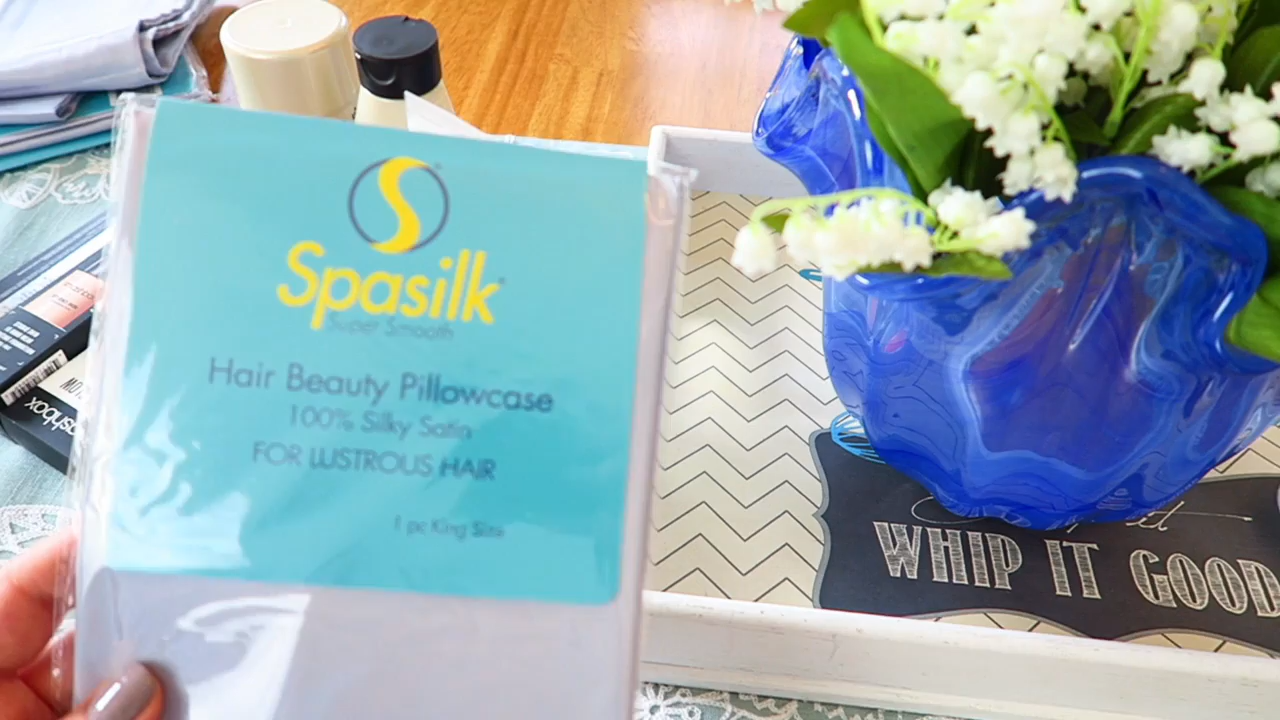 Spasilk
Super Smooth
Hair Beauty Pillowcase
100% Silky Satin
FOR LUSTROUS HAIR
1 pc King Size
WHIP IT GOOD